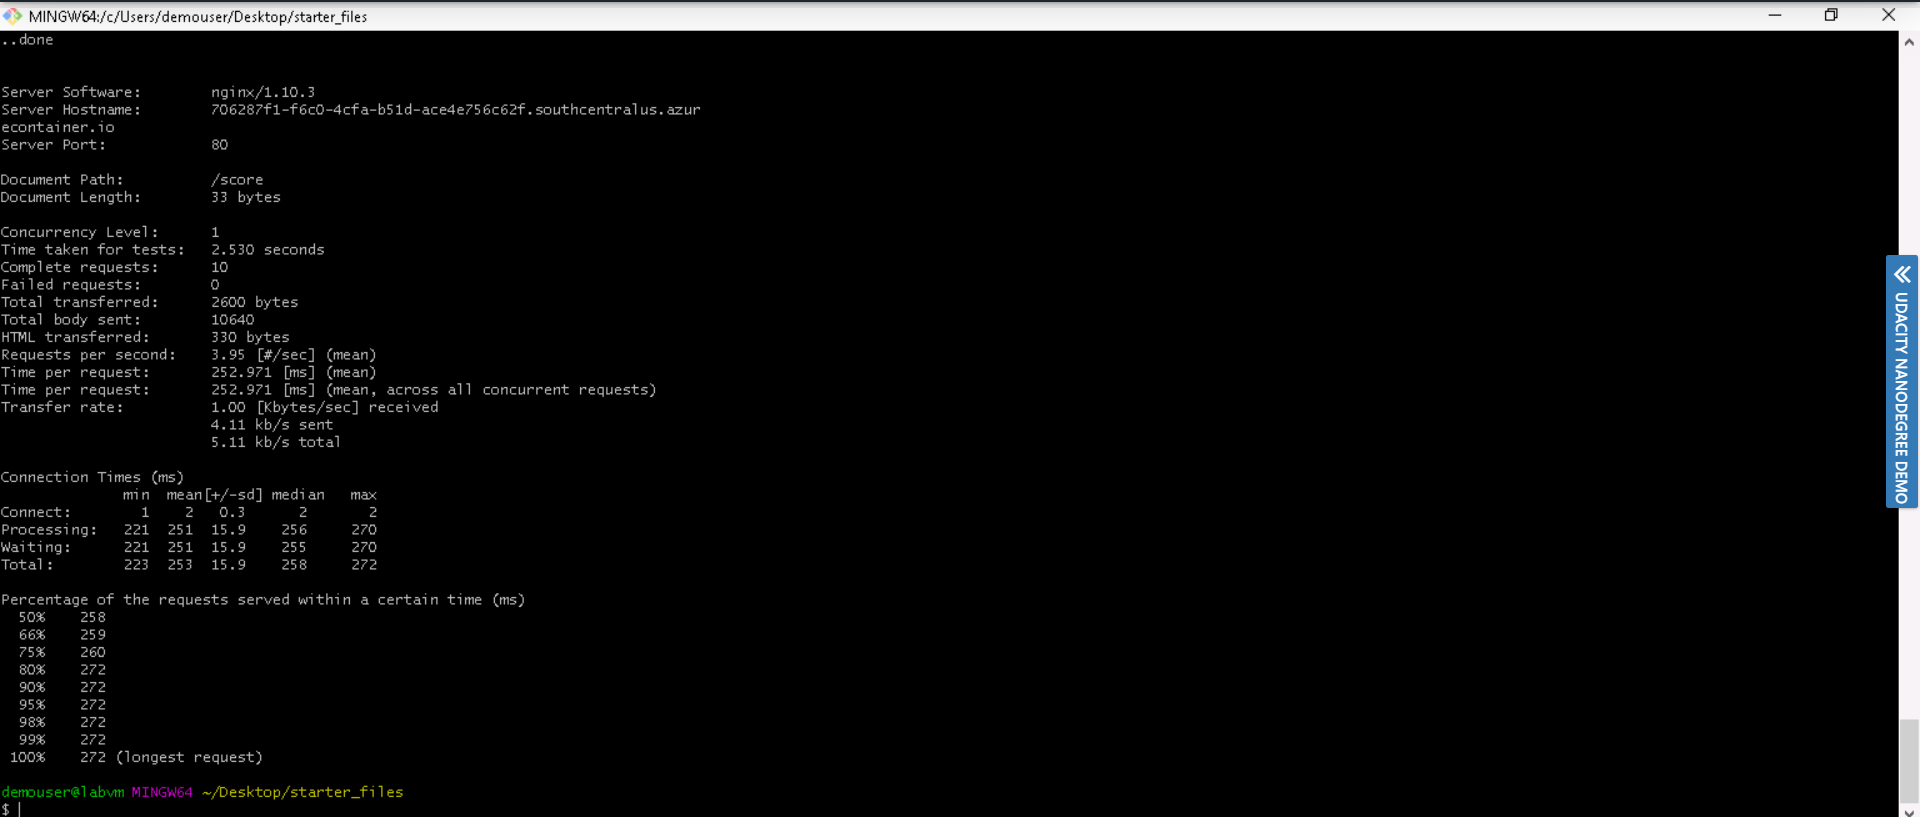 MINGW64:/c/Users/demouser/Desktop/starter_files
..done
Server Software:        nginx/1.10.3
Server Hostname:        706287f1-f6c0-4cfa-b51d-ace4e756c62f.southcentralus.azur
econtainer.io
Server Port:            80
Document Path:          /score
Document Length:        33 bytes
Concurrency Level:      1
Time taken for tests:   2.530 seconds
Complete requests:      10
Failed requests:        0
Total transferred:      2600 bytes
Total body sent:        10640
HTML transferred:       330 bytes
Requests per second:    3.95 [#/sec] (mean)
Time per request:       252.971 [ms] (mean)
Time per request:       252.971 [ms] (mean, across all concurrent requests)
Transfer rate:          1.00 [Kbytes/sec] received
                        4.11 kb/s sent
                        5.11 kb/s total
Connection Times (ms)
              min  mean[+/-sd] median   max
Connect:        1    2   0.3      2       2
Processing:   221  251  15.9    256     270
Waiting:      221  251  15.9    255     270
Total:        223  253  15.9    258     272
Percentage of the requests served within a certain time (ms)
  50%    258
  66%    259
  75%    260
  80%    272
  90%    272
  95%    272
  98%    272
  99%    272
 100%    272 (longest request)
demouser@labvm MINGW64 ~/Desktop/starter_files
$
UDACITY NANODEGREE DEMO